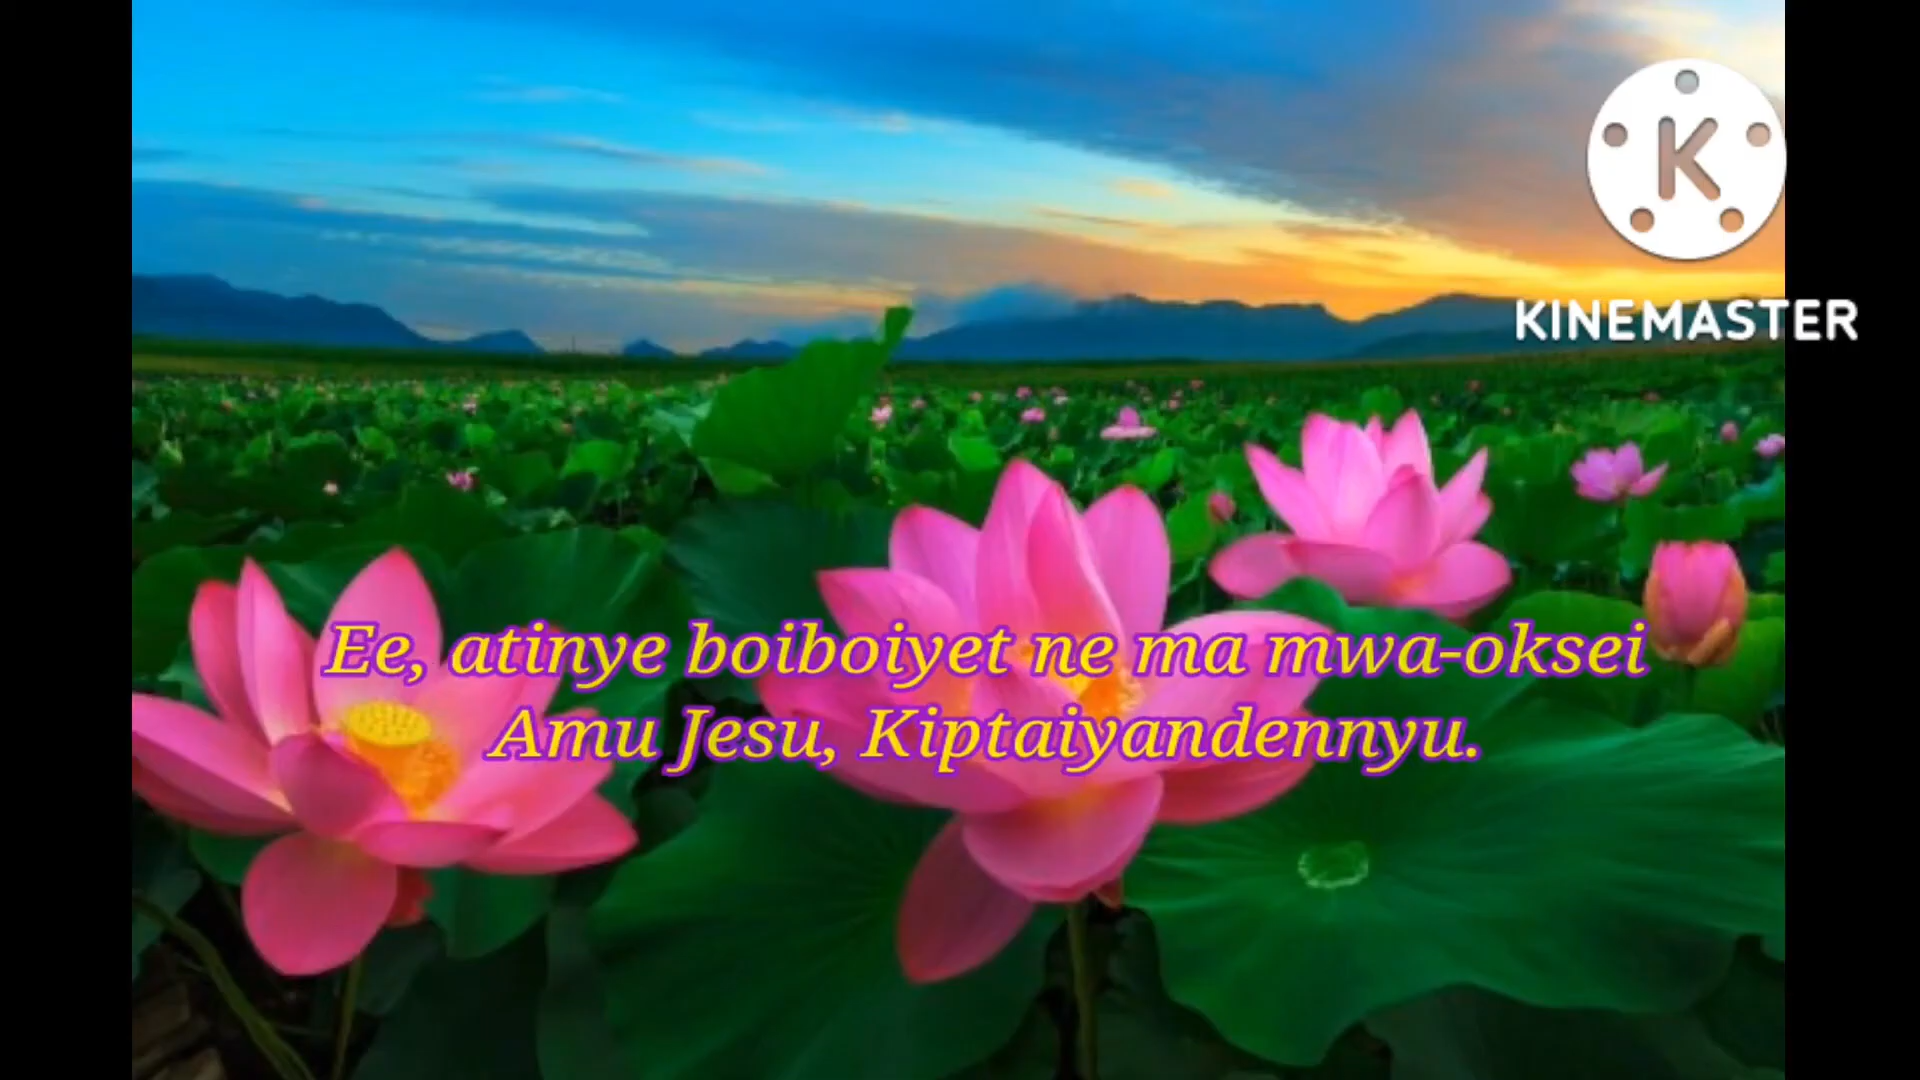 KINEMASTER
Ee, atinye boiboiyet ne ma mwa-oksei
Amu Jesu, Kiptaiyandennyu.